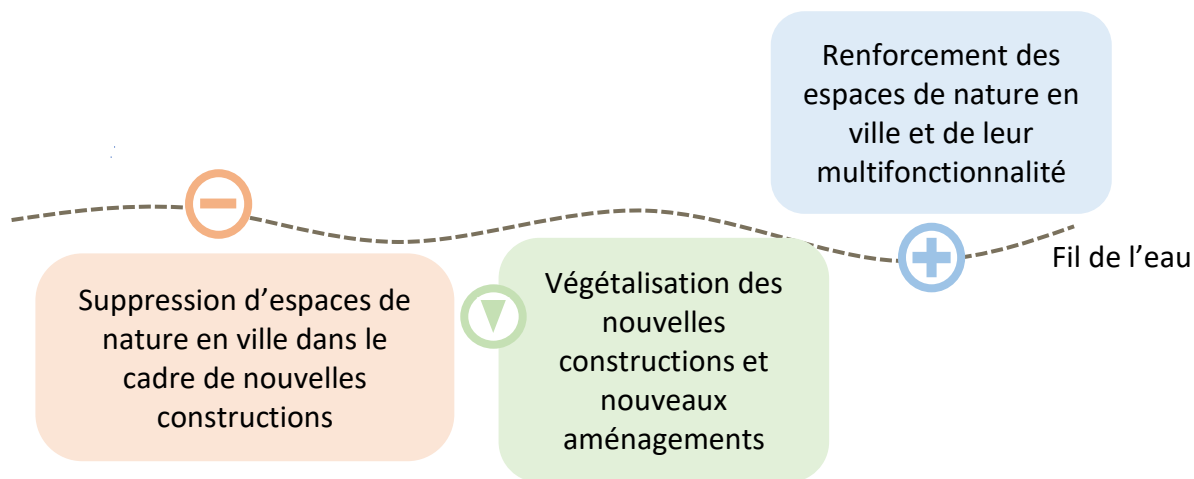 Renforcement des
espaces de nature en
ville et de leur
multifonctionnalité
Fil de l’eau
Suppression d’espaces de
nature en ville dans le
cadre de nouvelles
constructions
Végétalisation des
nouvelles
constructions et
nouveaux
aménagements